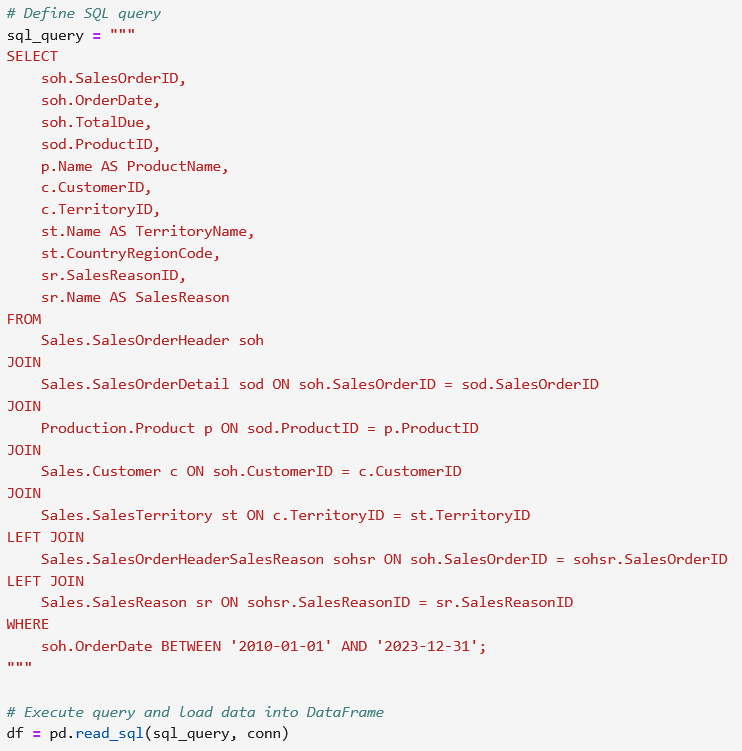 # Define SQL query
sql_query = """
SELECT
    soh.SalesOrderID,
    soh.OrderDate,
    soh.TotalDue,
    sod.ProductID,
    p.Name AS ProductName,
    c.CustomerID,
    c.TerritoryID,
    st.Name AS TerritoryName,
    st.CountryRegionCode,
    sr.SalesReasonID,
    sr.Name AS SalesReason
FROM
    Sales.SalesOrderHeader soh
JOIN
    Sales.SalesOrderDetail sod ON soh.SalesOrderID = sod.SalesOrderID
JOIN
    Production.Product p ON sod.ProductID = p.ProductID
JOIN
    Sales.Customer c ON soh.CustomerID = c.CustomerID
JOIN
    Sales.SalesTerritory st ON c.TerritoryID = st.TerritoryID
LEFT JOIN
    Sales.SalesOrderHeaderSalesReason sohsr ON soh.SalesOrderID = sohsr.SalesOrderID
LEFT JOIN
    Sales.SalesReason sr ON sohsr.SalesReasonID = sr.SalesReasonID
WHERE
    soh.OrderDate BETWEEN '2010-01-01' AND '2023-12-31';
"""

# Execute query and load data into DataFrame
df = pd.read_sql(sql_query, conn)